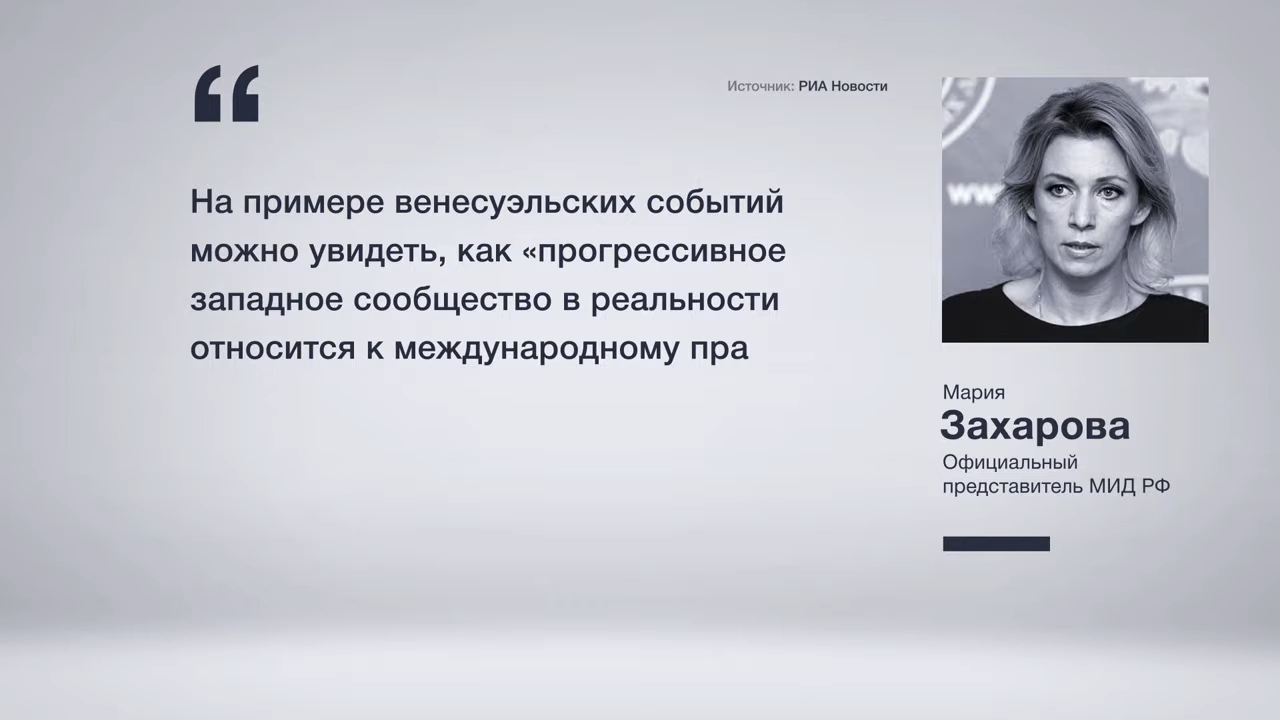 “
Источник: РИА Новости
На примере венесуэльских событий
можно увидеть, как «прогрессивное
западное сообщество в реальности
относится к международному пра
ww
Мария
Захарова
Официальный
представитель МИД РФ